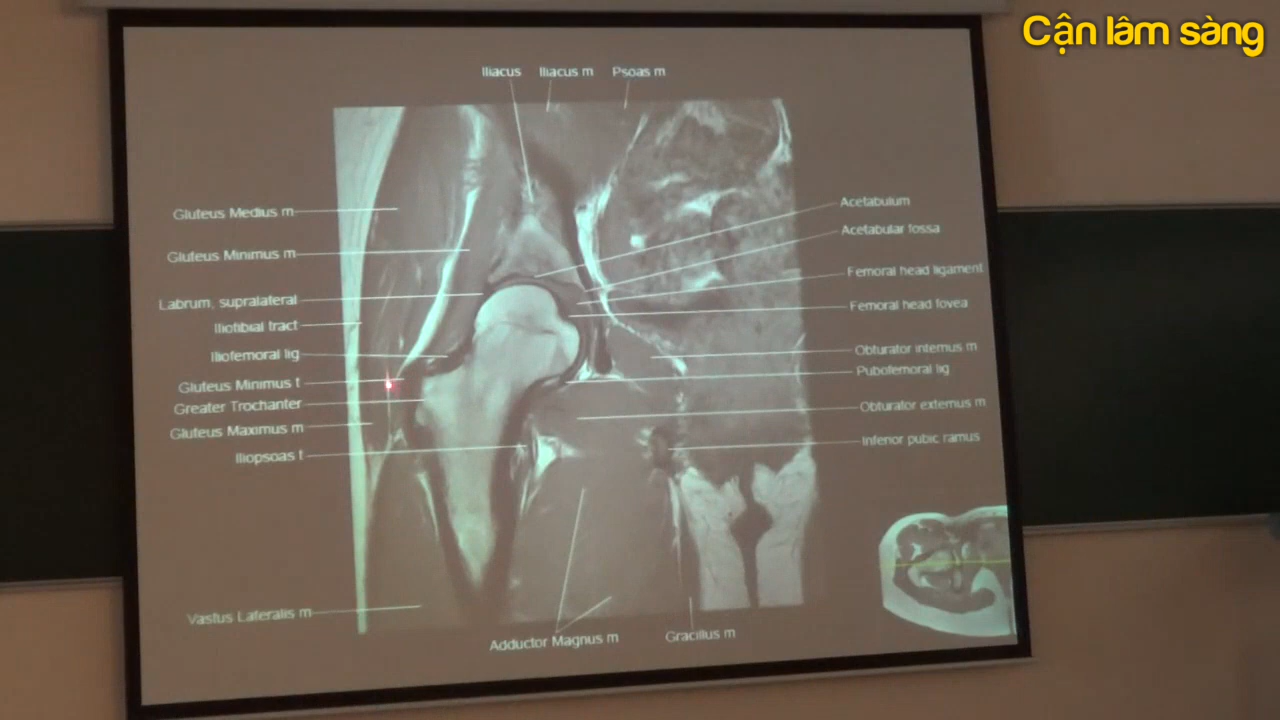 Cận lâm sàng
Iliacus Iliacus m Psoas m
Gluteus Medius m
Gluteus Minimus m
Labrum, supralateral
Iliotibial tract
Iliofemoral lig
Gluteus Minimus t
Greater Trochanter
Gluteus Maximus m
Iliopsoas t
Vastus Lateralis m
Acetabulum
Acetabular fossa
Femoral head ligament
Femoral head fovea
Obturator internus m
Pubofemoral lig
Obturator externus m
Inferior pubic ramus
Adductor Magnus m
Gracillus m